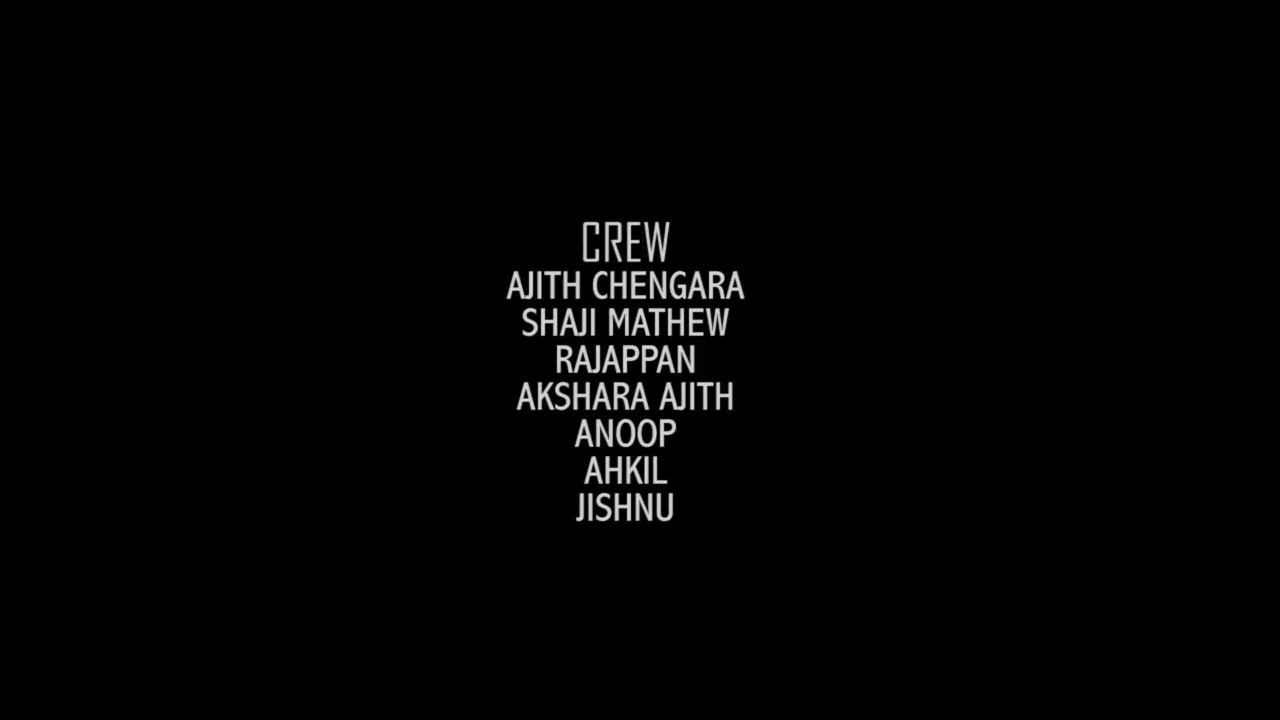 CREW
AJITH CHENGARA
SHAJI MATHEW
RAJAPPAN
AKSHARA AJITH
ANOOP
AHKIL
JISHNU